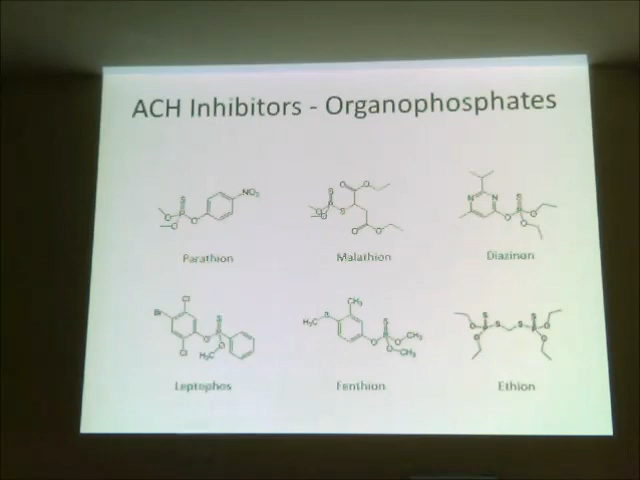 ACH Inhibitors - Organophosphates
Parathion
Malathion
Diazinon
Leptophos
Fenthion
Ethion